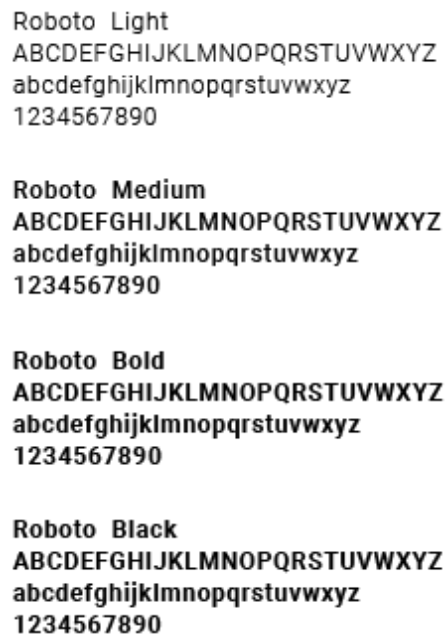 Roboto Light
ABCDEFGHIJKLMNOPQRSTUVWXYZ
abcdefghijklmnopqrstuvwxyz
1234567890
Roboto Medium
ABCDEFGHIJKLMNOPQRSTUVWXYZ
abcdefghijklmnopqrstuvwxyz
1234567890
Roboto Bold
ABCDEFGHIJKLMNOPQRSTUVWXYZ
abcdefghijklmnopqrstuvwxyz
1234567890
Roboto Black
ABCDEFGHIJKLMNOPQRSTUVWXYZ
abcdefghijklmnopqrstuvwxyz
1234567890